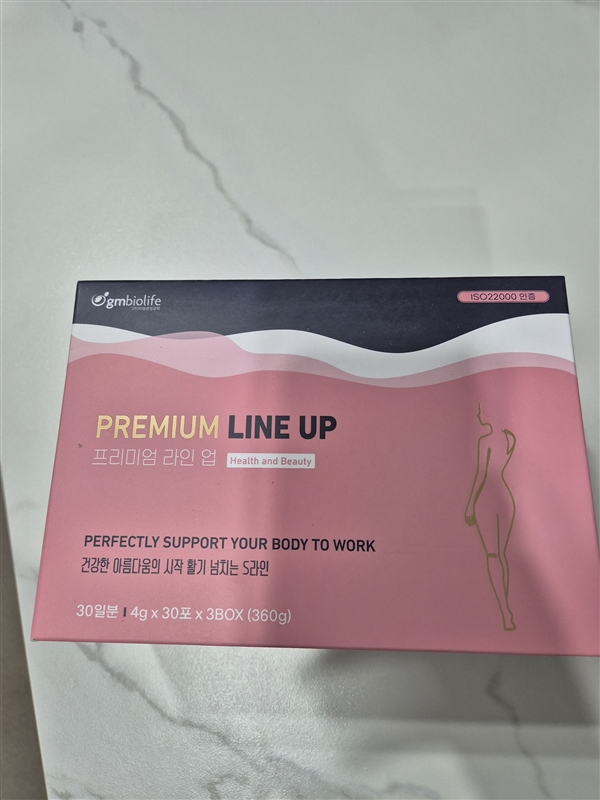 gmbiolife
ISO22000 인증
PREMIUM LINE UP
프리미엄 라인 업 Health and Beauty
PERFECTLY SUPPORT YOUR BODY TO WORK
건강한 아름다움의 시작 활기 넘치는 S라인
30일분 | 4g x 30포 x 3BOX (360g)